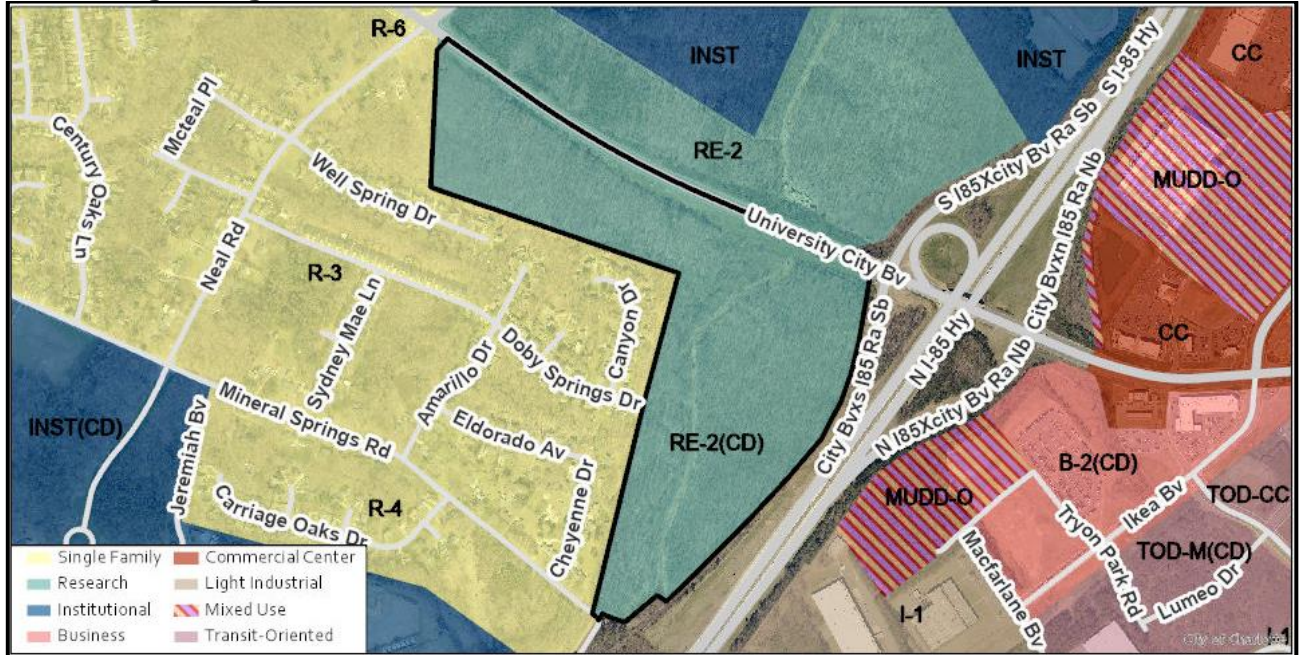 R-6
INST
INST
CC
S I-85 Hy
S I85Xcity Bv Ra Sb
Mcteal Pl
Century Oaks Ln
RE-2
MUDD-O
Well Spring Dr
City Bvxn I85 Ra Nb
University City Bv
Neal Rd
R-3
Canyon Dr
Sydney Mae Ln
Amarillo Dr
Doby Springs Dr
City Bvxs I85 Ra Sb
N I-85 Hy
CC
Mineral Springs Rd
INST(CD)
Jeremiah Bv
Eldorado Av
RE-2(CD)
N I85Xcity Bv Ra Nb
B-2(CD)
MUDD-O
Ikea Bv
TOD-CC
Carriage Oaks Dr
R-4
Cheyenne Dr
Macfarlane Bv
Tryon Park Rd
TOD-M(CD)
Lumeo Dr
I-1
Single Family
Commercial Center
Research
Light Industrial
Institutional
Mixed Use
Business
Transit-Oriented
City of Charlotte